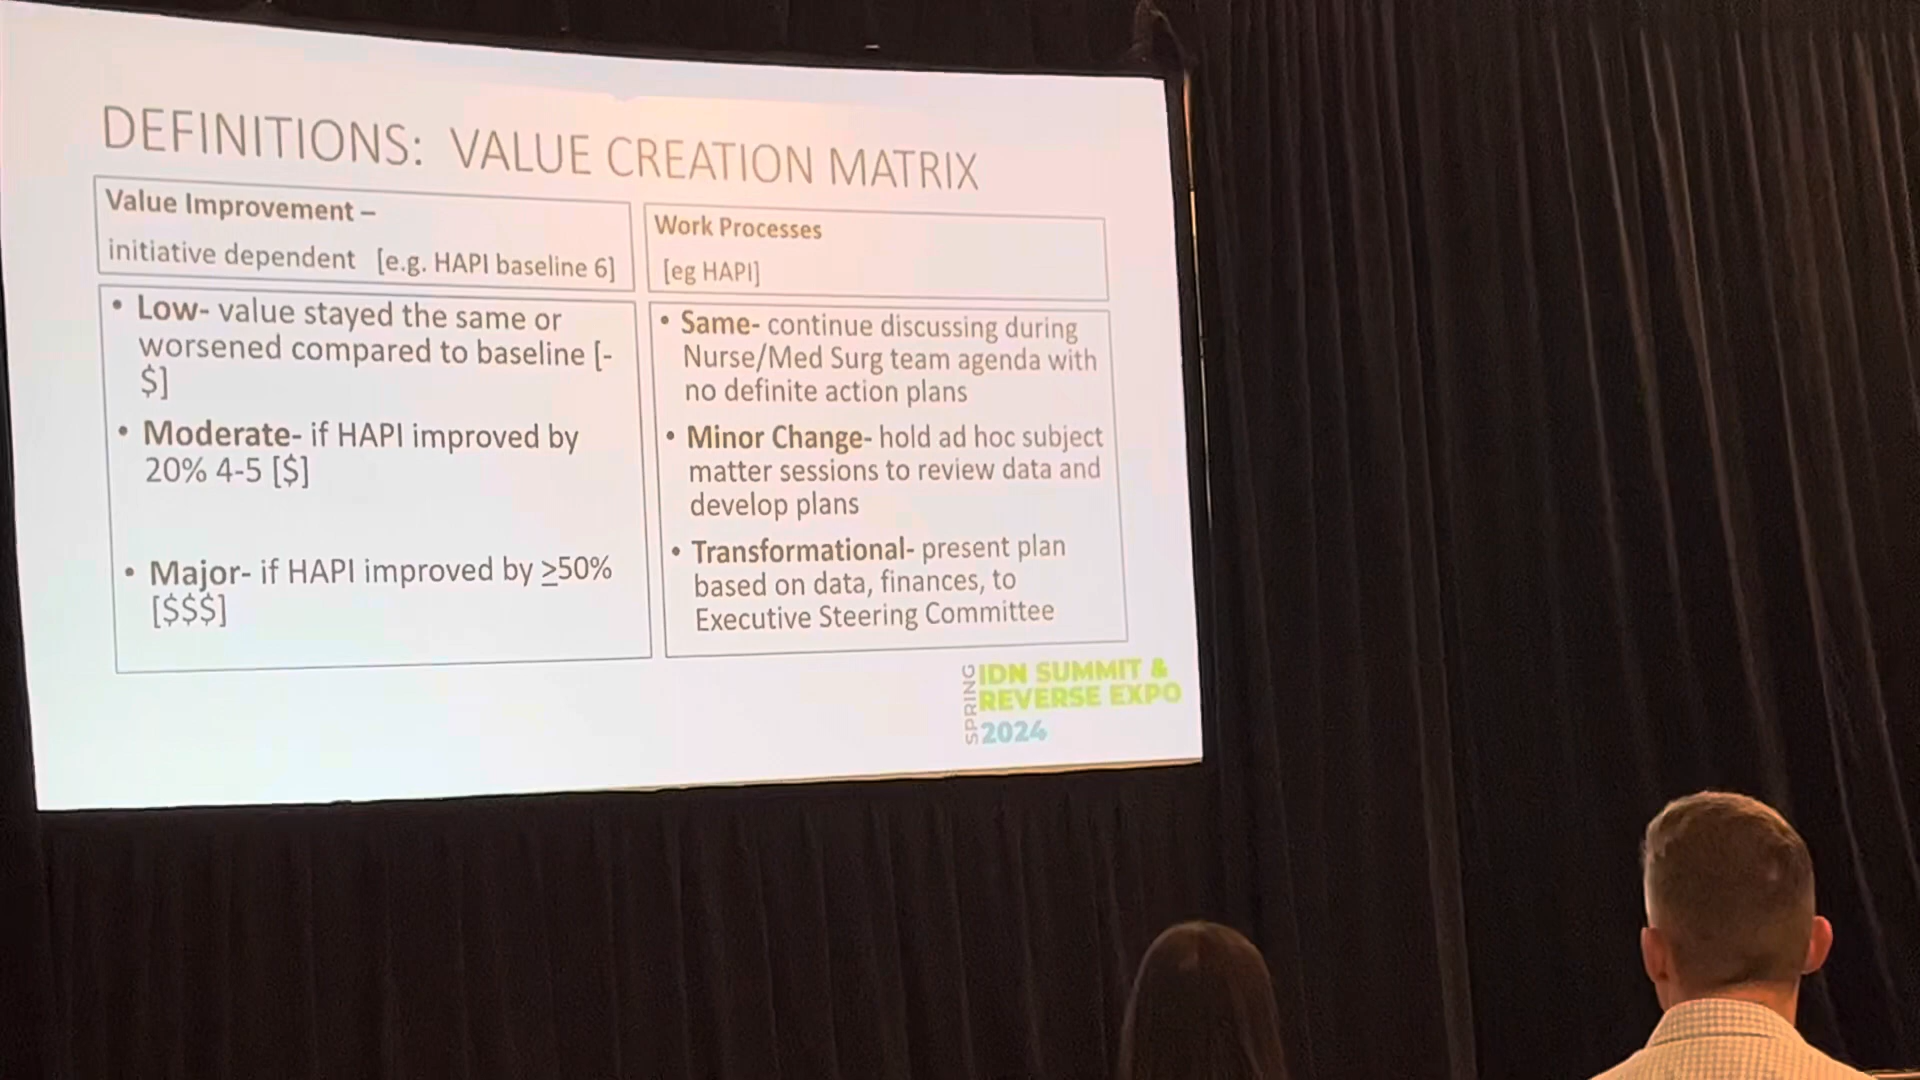 DEFINITIONS:  VALUE CREATION MATRIX
Value Improvement –
initiative dependent   [e.g. HAPI baseline 6]
• Low- value stayed the same or
worsened compared to baseline [-
$]
• Moderate- if HAPI improved by
20% 4-5 [$]
• Major- if HAPI improved by ≥50%
[$$$]
Work Processes
[eg HAPI]
• Same- continue discussing during
Nurse/Med Surg team agenda with
no definite action plans
• Minor Change- hold ad hoc subject
matter sessions to review data and
develop plans
• Transformational- present plan
based on data, finances, to
Executive Steering Committee
SPRING
IDN SUMMIT &
REVERSE EXPO
2024